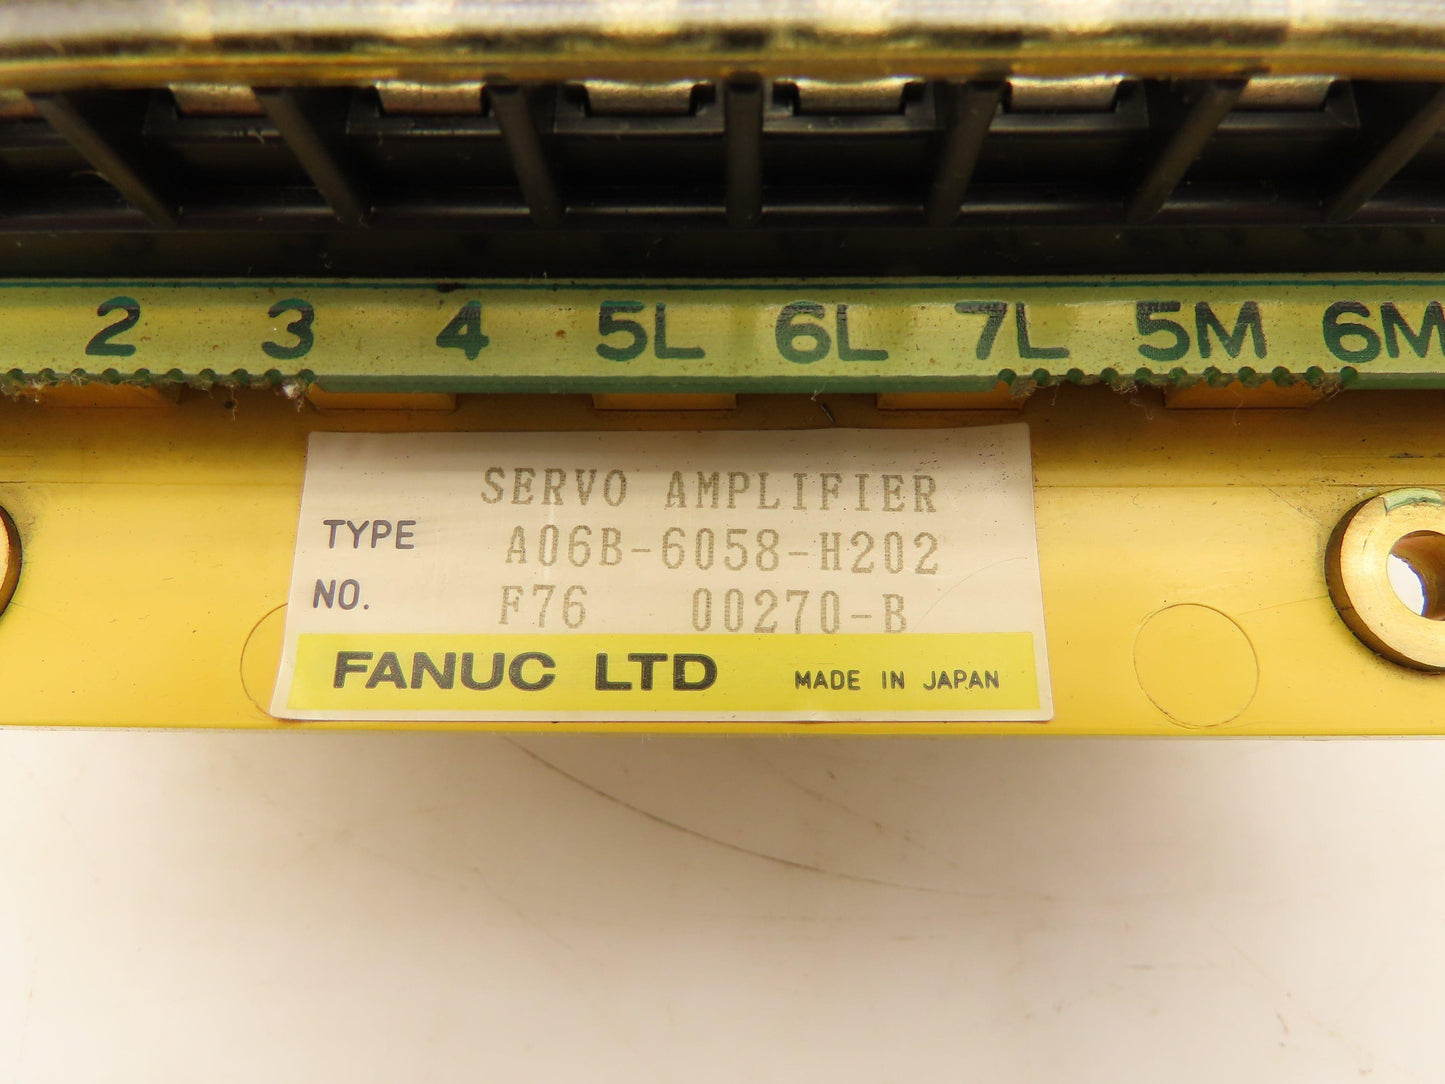 2 3 4 5L 6L 7L 5M 6M
SERVO AMPLIFIER
TYPE A06B-6058-H202
NO. F76 00270-B
FANUC LTD MADE IN JAPAN